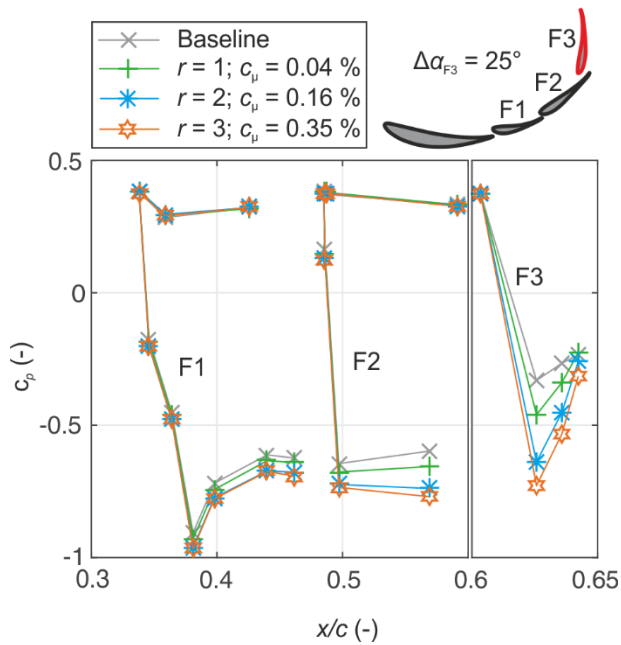 Baseline
r = 1; cμ = 0.04 %
r = 2; cμ = 0.16 %
r = 3; cμ = 0.35 %
ΔαF3 = 25°
F1
F2
F3
0.5
0
-0.5
-1
cp (-)
F1
F2
F3
0.3
0.4
0.5
0.6
0.65
x/c (-)